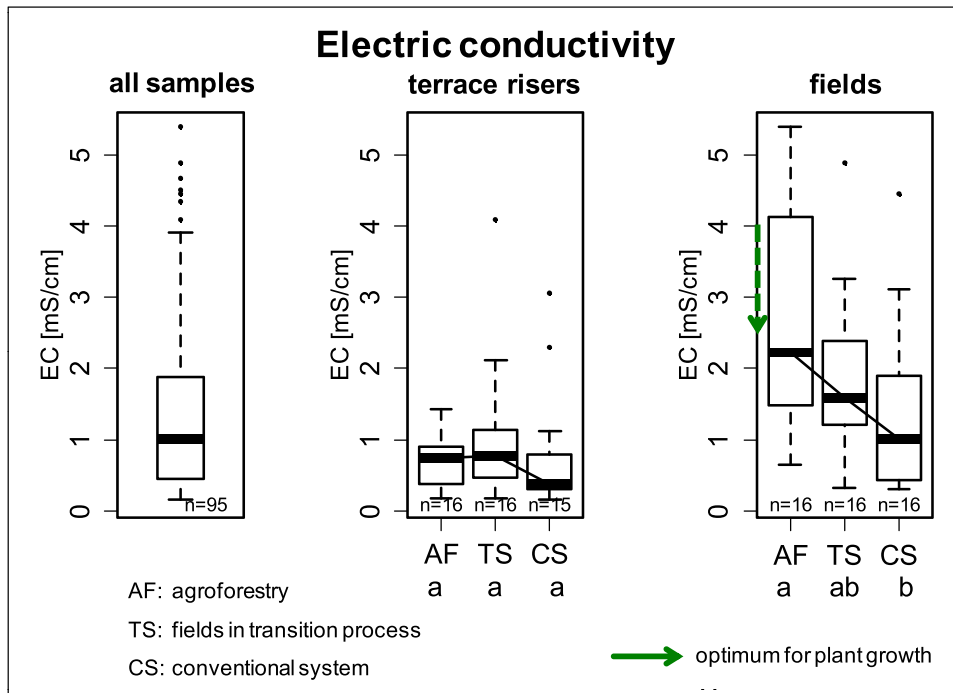 Electric conductivity
all samples
terrace risers
fields
EC [mS/cm]
0 1 2 3 4 5
n=95
EC [mS/cm]
0 1 2 3 4 5
n=16 n=16 n=15
AF TS CS
a a a
EC [mS/cm]
0 1 2 3 4 5
n=16 n=16 n=16
AF TS CS
a ab b
AF: agroforestry
TS: fields in transition process
CS: conventional system
optimum for plant growth